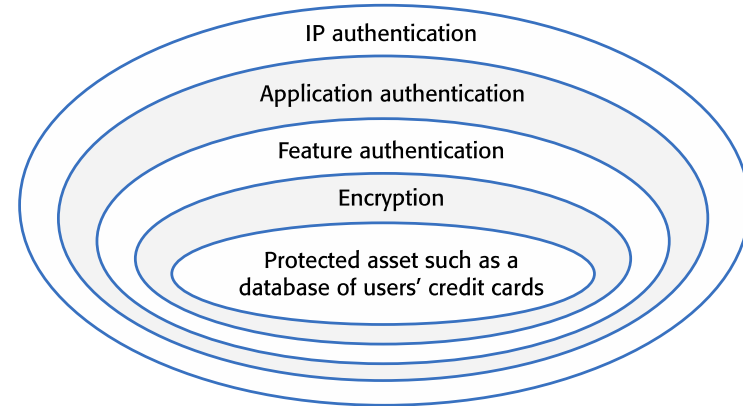 IP authentication
Application authentication
Feature authentication
Encryption
Protected asset such as a
database of users’ credit cards